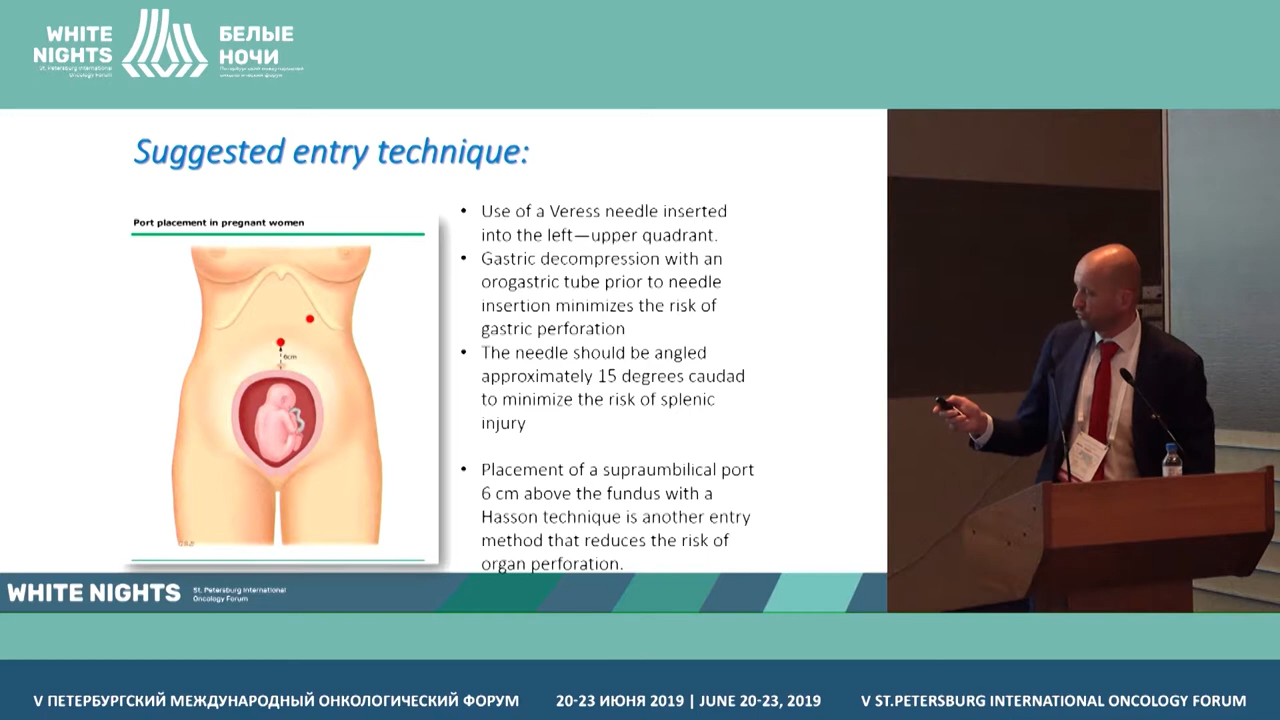 WHITE
NIGHTS
St. Petersburg International
Oncology Forum
БЕЛЫЕ
НОЧИ
Suggested entry technique:
Port placement in pregnant women
6cm
• Use of a Veress needle inserted
into the left—upper quadrant.
• Gastric decompression with an
orogastric tube prior to needle
insertion minimizes the risk of
gastric perforation
• The needle should be angled
approximately 15 degrees caudad
to minimize the risk of splenic
injury
• Placement of a supraumbilical port
6 cm above the fundus with a
Hasson technique is another entry
method that reduces the risk of
organ perforation.
WHITE NIGHTS
St. Petersburg International
Oncology Forum
V ПЕТЕРБУРГСКИЙ МЕЖДУНАРОДНЫЙ ОНКОЛОГИЧЕСКИЙ ФОРУМ
20-23 ИЮНЯ 2019 | JUNE 20-23, 2019
V ST.PETERSBURG INTERNATIONAL ONCOLOGY FORUM